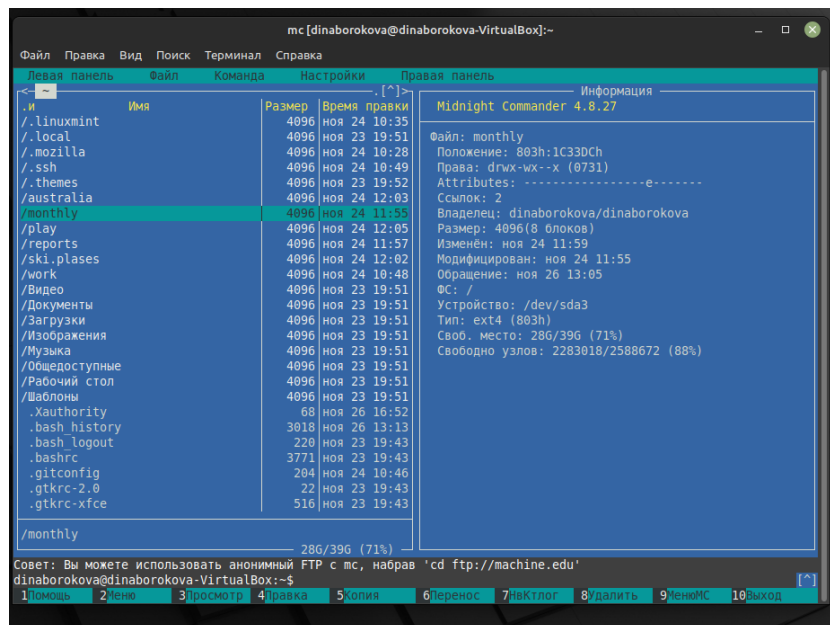 mc [dinaborokova@dinaborokova-VirtualBox]:~
Файл Правка Вид Поиск Терминал Справка
Левая панель Файл Команда Настройки Правая панель
<─ ~ ─.[^]>
.и Имя Размер Время правки
/.linuxmint 4096 ноя 24 10:35
/.local 4096 ноя 23 19:51
/.mozilla 4096 ноя 24 10:28
/.ssh 4096 ноя 24 10:49
/.themes 4096 ноя 23 19:52
/australia 4096 ноя 24 12:03
/monthly 4096 ноя 24 11:55
/play 4096 ноя 24 12:05
/reports 4096 ноя 24 11:57
/ski.plases 4096 ноя 24 12:02
/work 4096 ноя 24 10:48
/Видео 4096 ноя 23 19:51
/Документы 4096 ноя 23 19:51
/Загрузки 4096 ноя 23 19:51
/Изображения 4096 ноя 23 19:51
/Музыка 4096 ноя 23 19:51
/Общедоступные 4096 ноя 23 19:51
/Рабочий стол 4096 ноя 23 19:51
/Шаблоны 4096 ноя 23 19:51
.Xauthority 68 ноя 26 16:52
.bash_history 3018 ноя 26 13:13
.bash_logout 220 ноя 23 19:43
.bashrc 3771 ноя 23 19:43
.gitconfig 204 ноя 24 10:46
.gtkrc-2.0 22 ноя 23 19:43
.gtkrc-xfce 516 ноя 23 19:43
/monthly
28G/39G (71%)
Информация
Midnight Commander 4.8.27
Файл: monthly
Положение: 803h:1C33DCh
Права: drwx-wx--x (0731)
Attributes: -----------------e-------
Ссылок: 2
Владелец: dinaborokova/dinaborokova
Размер: 4096(8 блоков)
Изменён: ноя 24 11:59
Модифицирован: ноя 24 11:55
Обращение: ноя 26 13:05
ФС: /
Устройство: /dev/sda3
Тип: ext4 (803h)
Своб. место: 28G/39G (71%)
Свободно узлов: 2283018/2588672 (88%)
Совет: Вы можете использовать анонимный FTP с mc, набрав 'cd ftp://machine.edu'
dinaborokova@dinaborokova-VirtualBox:~$ [^]
1Помощь 2Меню 3Просмотр 4Правка 5Копия 6Перенос 7НвКтлог 8Удалить 9МенюМС 10Выход